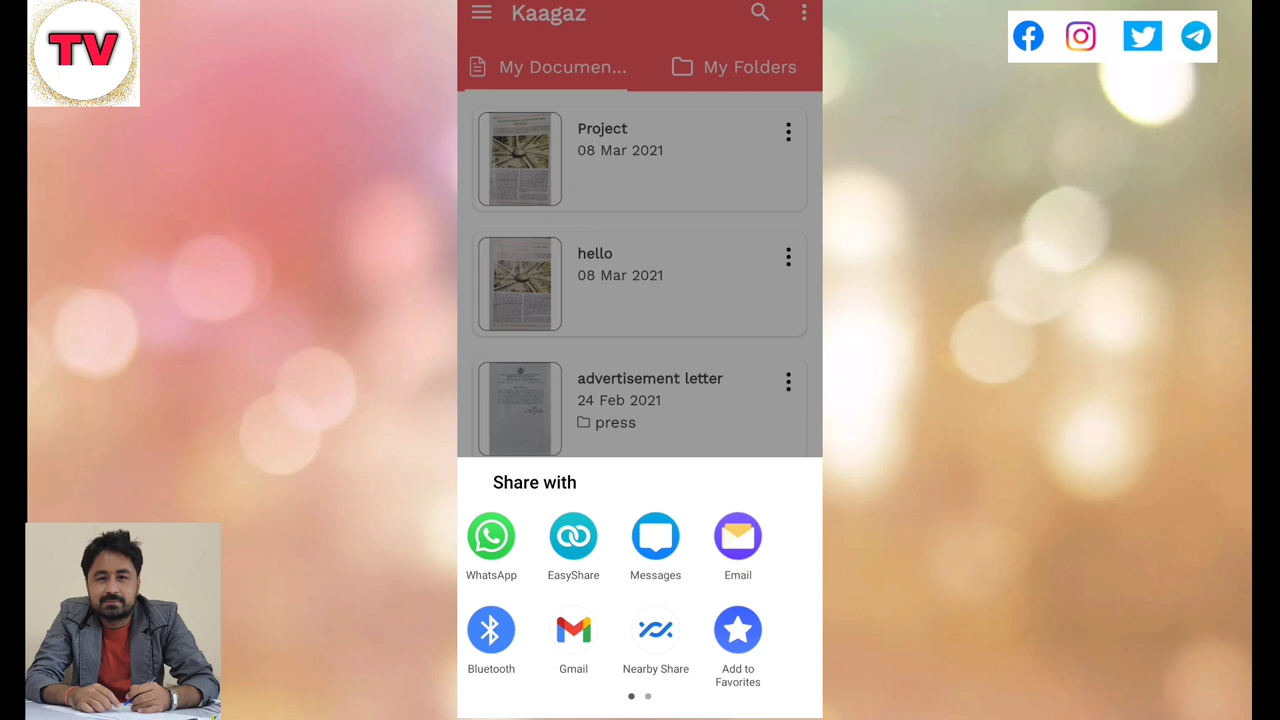 TV
Kaagaz
My Documen...
My Folders
Project
08 Mar 2021
hello
08 Mar 2021
advertisement letter
24 Feb 2021
press
Share with
WhatsApp
EasyShare
Messages
Email
Bluetooth
Gmail
Nearby Share
Add to
Favorites